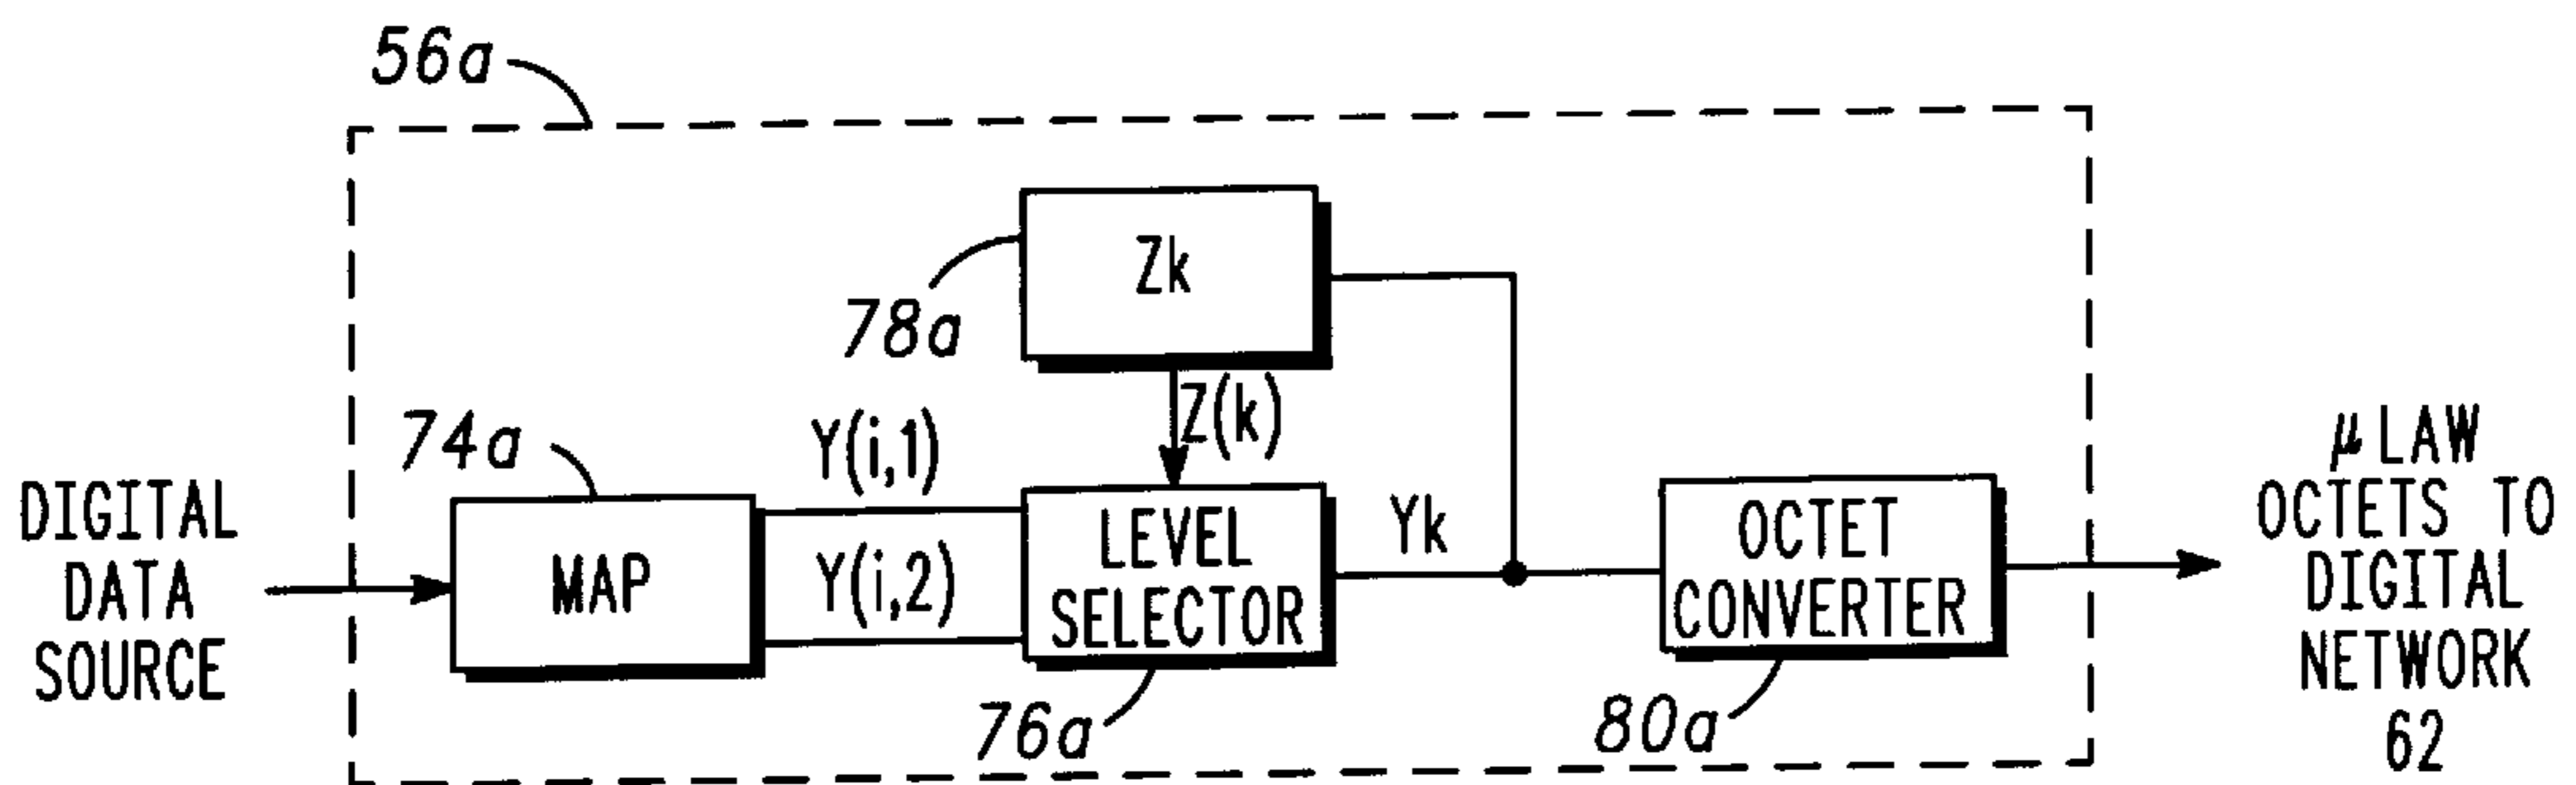 56a
Zk
78a
Z(k)
74a
Y(i,1)
Y(i,2)
DIGITAL
DATA
SOURCE
MAP
LEVEL
SELECTOR
Yk
OCTET
CONVERTER
μ LAW
OCTETS TO
DIGITAL
NETWORK
62
76a
80a